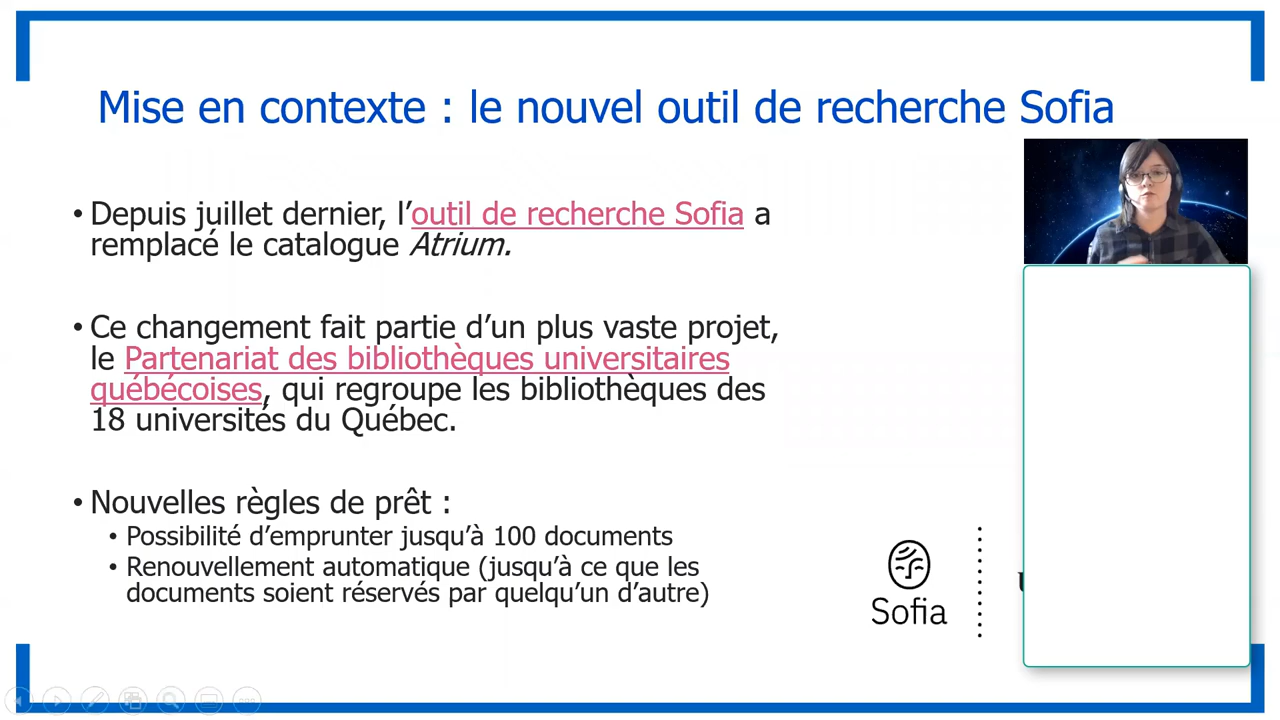 Mise en contexte : le nouvel outil de recherche Sofia
• Depuis juillet dernier, l’outil de recherche Sofia a
remplacé le catalogue Atrium.
• Ce changement fait partie d’un plus vaste projet,
le Partenariat des bibliothèques universitaires
québécoises, qui regroupe les bibliothèques des
18 universités du Québec.
• Nouvelles règles de prêt :
• Possibilité d’emprunter jusqu’à 100 documents
• Renouvellement automatique (jusqu’à ce que les
documents soient réservés par quelqu’un d’autre)
Sofia